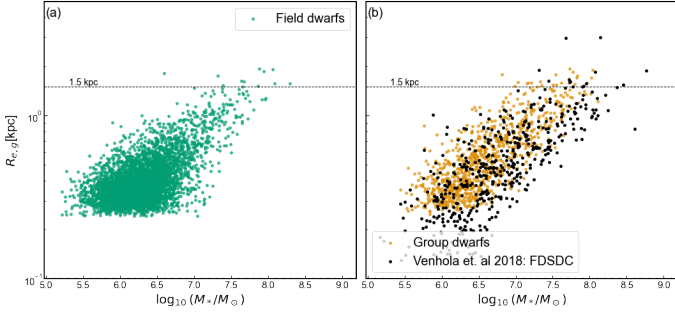 (a)
Field dwarfs
1.5 kpc
10^0
10^{-1}
R_{e,g}[kpc]
5.0 5.5 6.0 6.5 7.0 7.5 8.0 8.5 9.0
log_{10}(M_*/M_⊙)
(b)
1.5 kpc
Group dwarfs
Venhola et. al 2018: FDSDC
5.0 5.5 6.0 6.5 7.0 7.5 8.0 8.5 9.0
log_{10}(M_*/M_⊙)